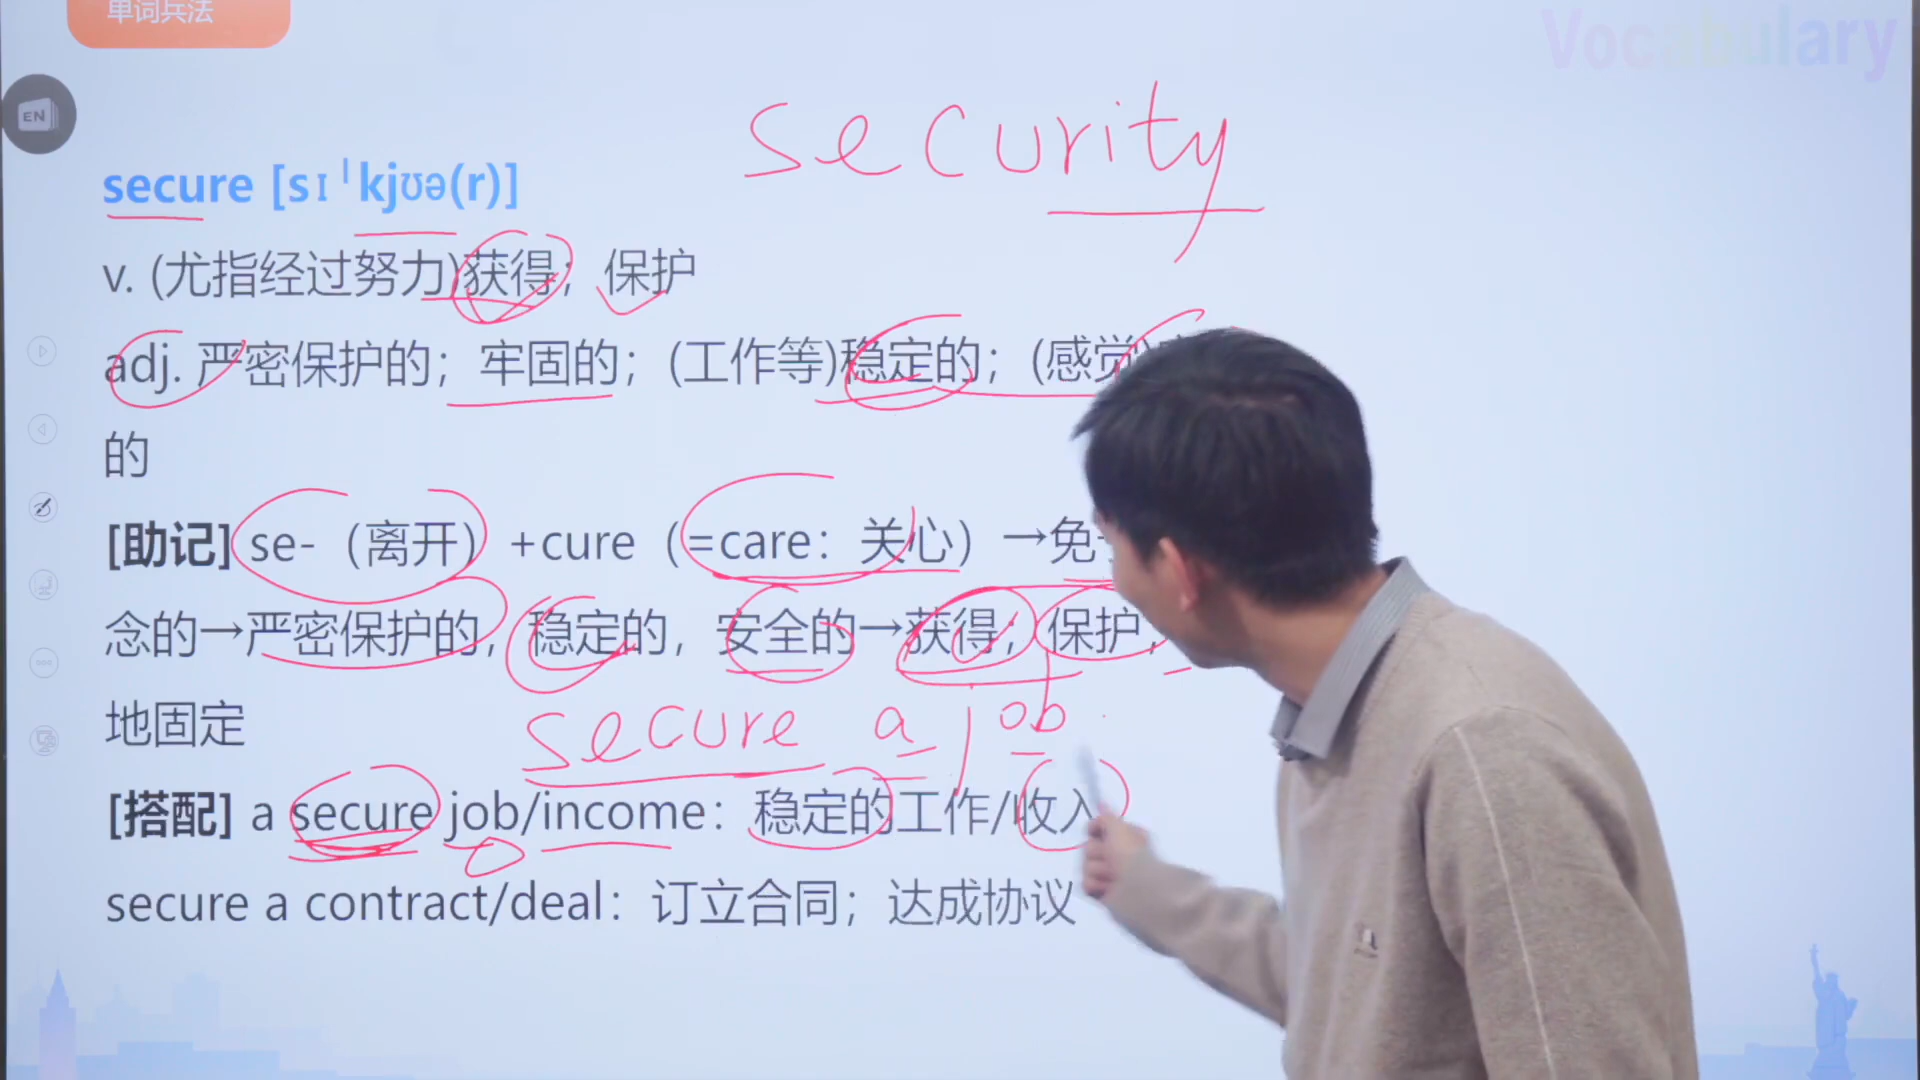 单词兵法
Vocabulary
EN
security
secure [sɪˈkjʊə(r)]
v. (尤指经过努力)获得；保护
adj. 严密保护的；牢固的；(工作等)稳定的；(感觉)
的
[助记] se-（离开）+cure（=care：关心）→免
念的→严密保护的，稳定的，安全的→获得；保护；
地固定
secure a job
[搭配] a secure job/income：稳定的工作/收入
secure a contract/deal：订立合同；达成协议